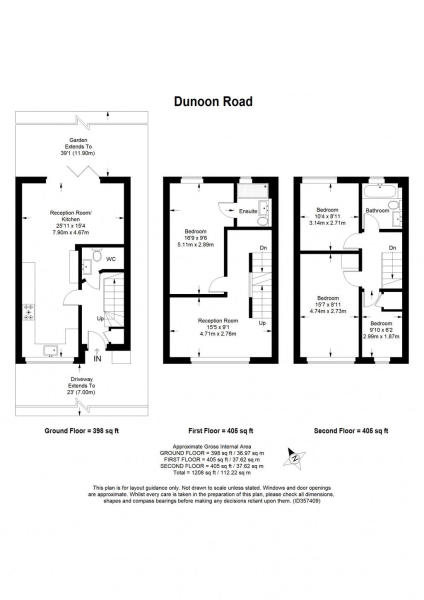 Dunoon Road
Garden
Extends To
39'1 (11.90m)
Reception Room/
Kitchen
25'11 x 15'4
7.90m x 4.67m
WC
Up
IN
Driveway
Extends To
23' (7.00m)
Ground Floor = 398 sq ft
Ensuite
Bedroom
16'9 x 9'6
5.11m x 2.89m
Dn
Reception Room
15'5 x 9'1
4.71m x 2.76m
Up
First Floor = 405 sq ft
Bedroom
10'4 x 8'11
3.14m x 2.71m
Bathroom
Dn
Bedroom
15'7 x 8'11
4.74m x 2.73m
Bedroom
9'10 x 6'2
2.99m x 1.87m
Second Floor = 405 sq ft
Approximate Gross Internal Area
GROUND FLOOR = 398 sq ft / 36.97 sq m
FIRST FLOOR = 405 sq ft / 37.62 sq m
SECOND FLOOR = 405 sq ft / 37.62 sq m
Total = 1208 sq ft / 112.22 sq m
N
This plan is for layout guidance only. Not drawn to scale unless stated. Windows and door openings
are approximate. Whilst every care is taken in the preparation of this plan, please check all dimensions,
shapes and compass bearings before making any decisions reliant upon them. (ID357409)